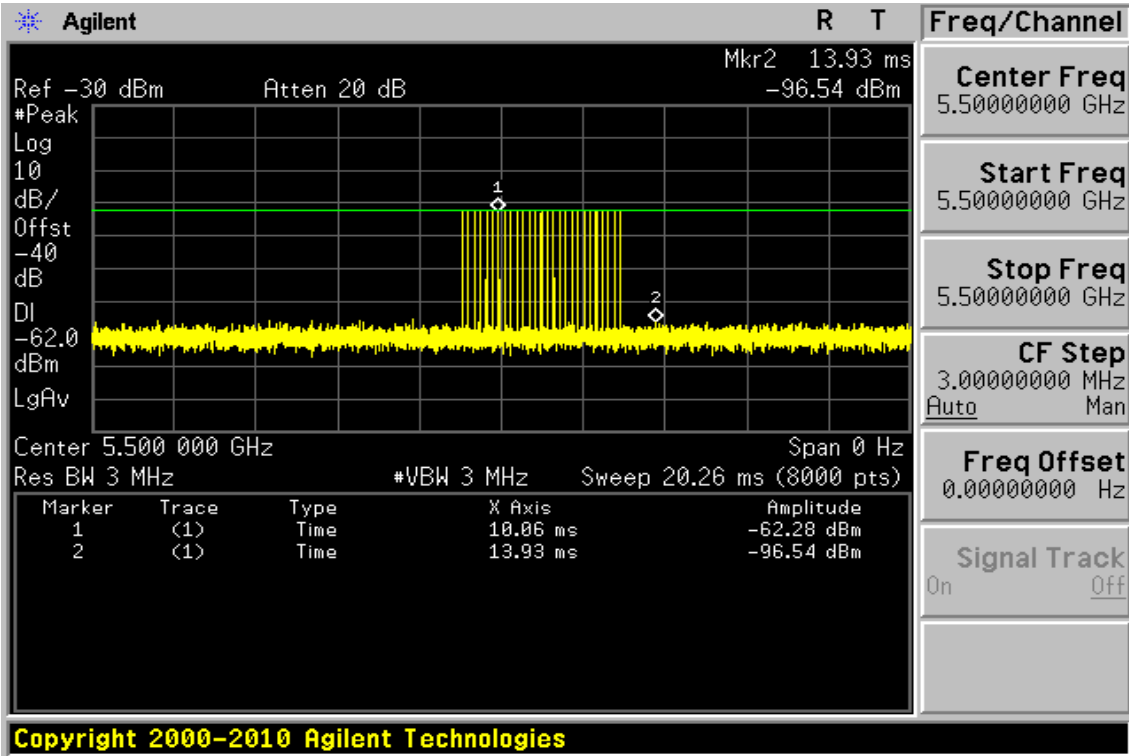 Agilent R T
Freq/Channel
Mkr2 13.93 ms
Ref −30 dBm Atten 20 dB −96.54 dBm
#Peak
Log
10
dB/
Offst
−40
dB
DI
−62.0
dBm
LgAv
1
2
Center 5.500 000 GHz Span 0 Hz
Res BW 3 MHz #VBW 3 MHz Sweep 20.26 ms (8000 pts)
Marker Trace Type X Axis Amplitude
1 (1) Time 10.06 ms −62.28 dBm
2 (1) Time 13.93 ms −96.54 dBm
Center Freq
5.50000000 GHz
Start Freq
5.50000000 GHz
Stop Freq
5.50000000 GHz
CF Step
3.00000000 MHz
Auto Man
Freq Offset
0.00000000 Hz
Signal Track
On Off
Copyright 2000–2010 Agilent Technologies